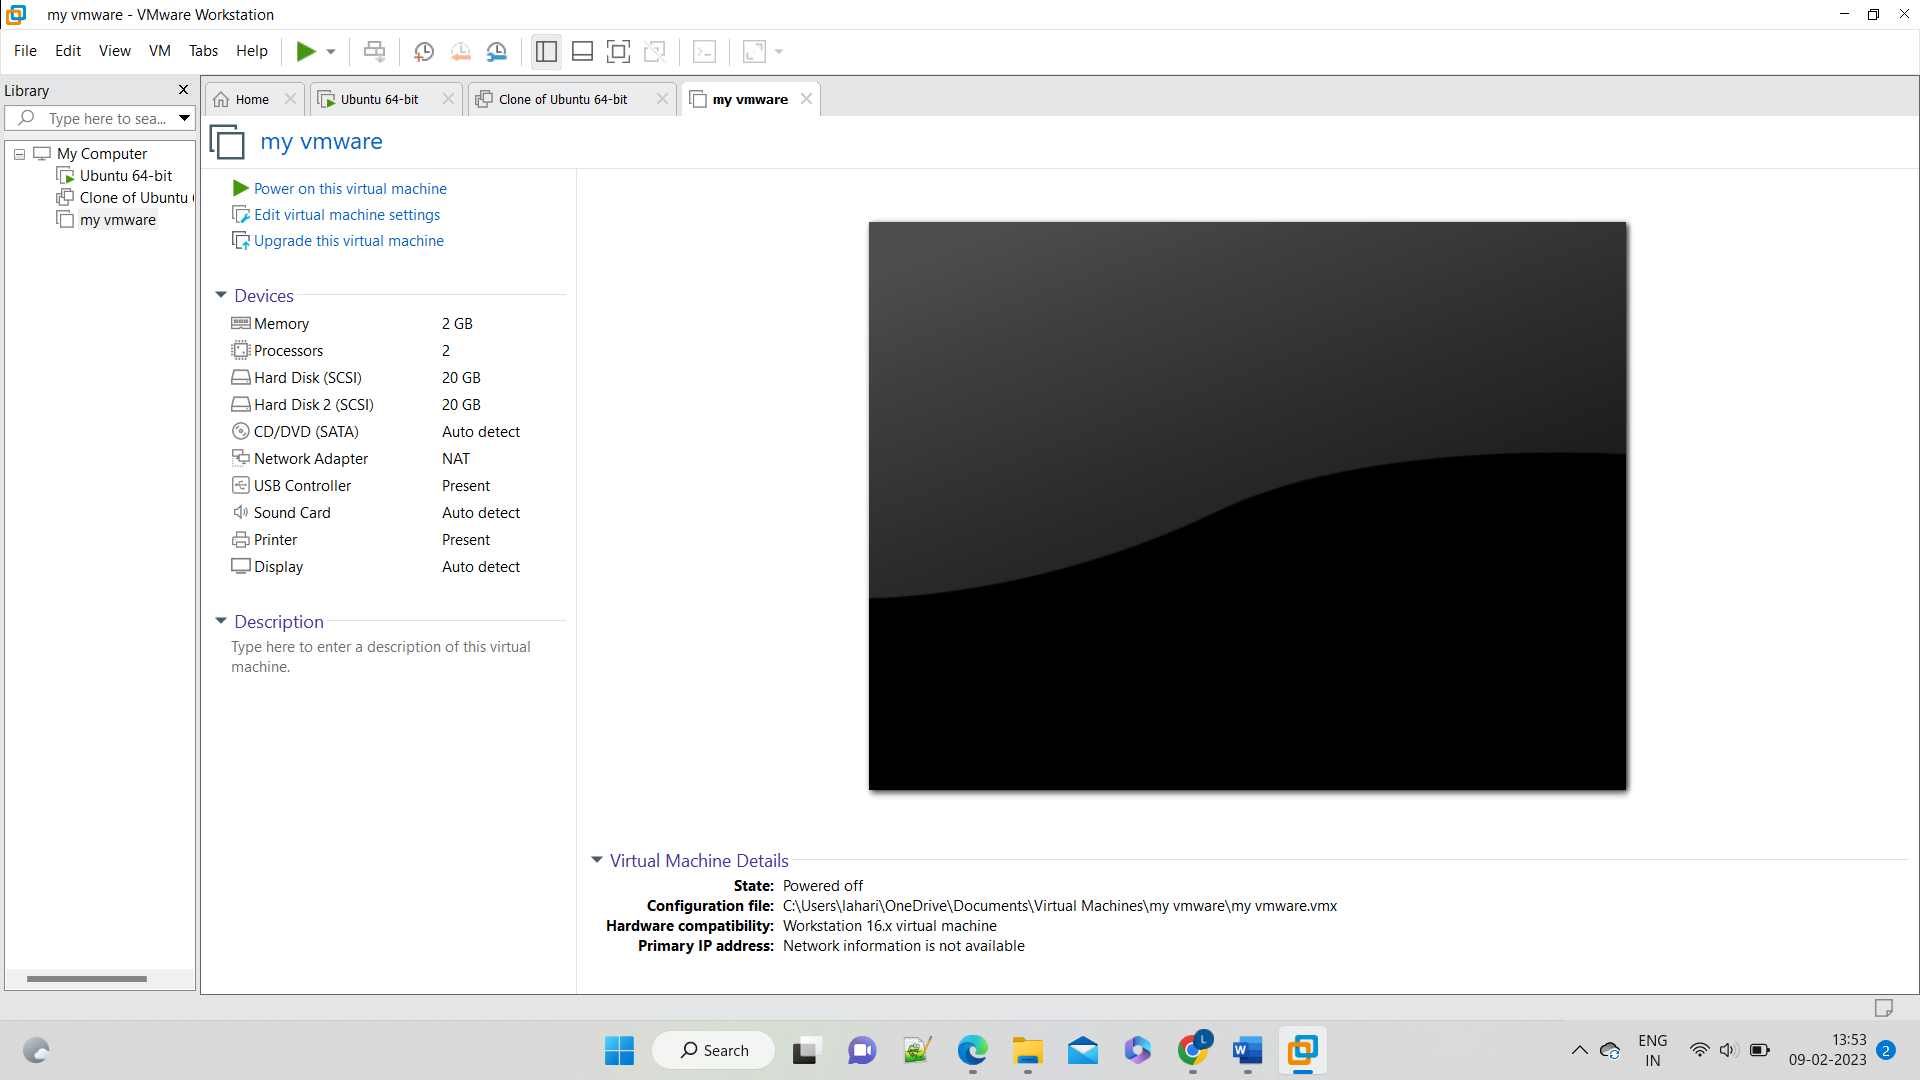 my vmware - VMware Workstation
File Edit View VM Tabs Help
Library
Type here to sea...
Home
Ubuntu 64-bit
Clone of Ubuntu 64-bit
my vmware
My Computer
Ubuntu 64-bit
Clone of Ubuntu
my vmware
my vmware
Power on this virtual machine
Edit virtual machine settings
Upgrade this virtual machine
Devices
Memory 2 GB
Processors 2
Hard Disk (SCSI) 20 GB
Hard Disk 2 (SCSI) 20 GB
CD/DVD (SATA) Auto detect
Network Adapter NAT
USB Controller Present
Sound Card Auto detect
Printer Present
Display Auto detect
Description
Type here to enter a description of this virtual
machine.
Virtual Machine Details
State: Powered off
Configuration file: C:\Users\lahari\OneDrive\Documents\Virtual Machines\my vmware\my vmware.vmx
Hardware compatibility: Workstation 16.x virtual machine
Primary IP address: Network information is not available
Search
L
W
ENG
IN
13:53
09-02-2023
2